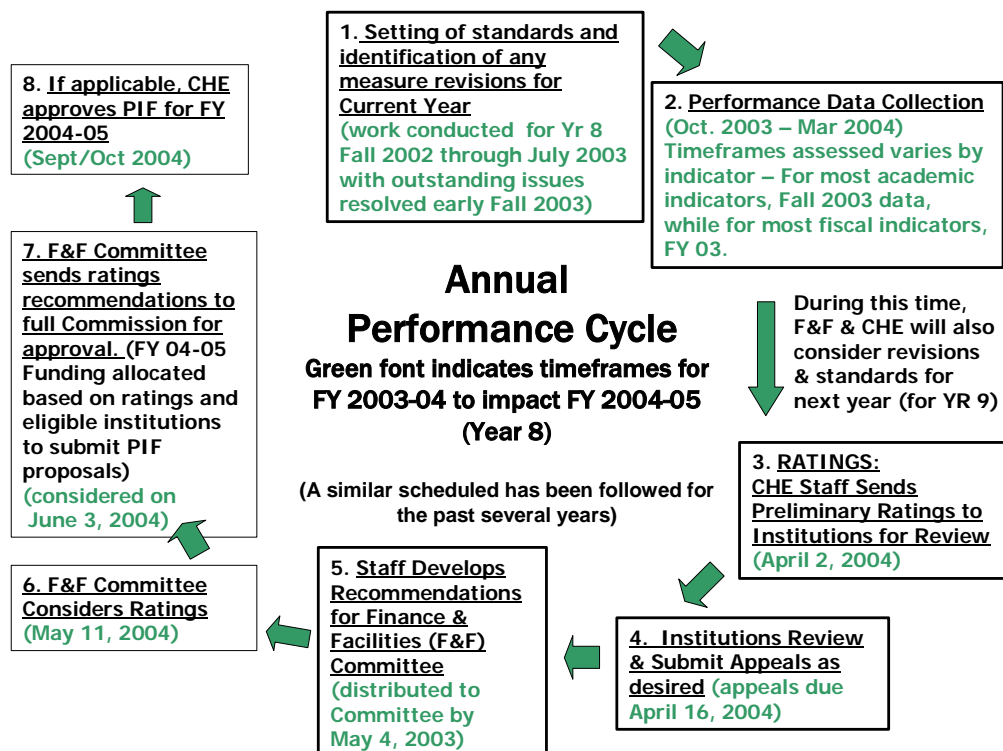 1. Setting of standards and
identification of any
measure revisions for
Current Year
(work conducted for Yr 8
Fall 2002 through July 2003
with outstanding issues
resolved early Fall 2003)
2. Performance Data Collection
(Oct. 2003 – Mar 2004)
Timeframes assessed varies by
indicator – For most academic
indicators, Fall 2003 data,
while for most fiscal indicators,
FY 03.
During this time,
F&F & CHE will also
consider revisions
& standards for
next year (for YR 9)
3. RATINGS:
CHE Staff Sends
Preliminary Ratings to
Institutions for Review
(April 2, 2004)
4. Institutions Review
& Submit Appeals as
desired (appeals due
April 16, 2004)
5. Staff Develops
Recommendations
for Finance &
Facilities (F&F)
Committee
(distributed to
Committee by
May 4, 2003)
6. F&F Committee
Considers Ratings
(May 11, 2004)
7. F&F Committee
sends ratings
recommendations to
full Commission for
approval. (FY 04-05
Funding allocated
based on ratings and
eligible institutions
to submit PIF
proposals)
(considered on
June 3, 2004)
8. If applicable, CHE
approves PIF for FY
2004-05
(Sept/Oct 2004)
Annual
Performance Cycle
Green font indicates timeframes for
FY 2003-04 to impact FY 2004-05
(Year 8)
(A similar scheduled has been followed for
the past several years)